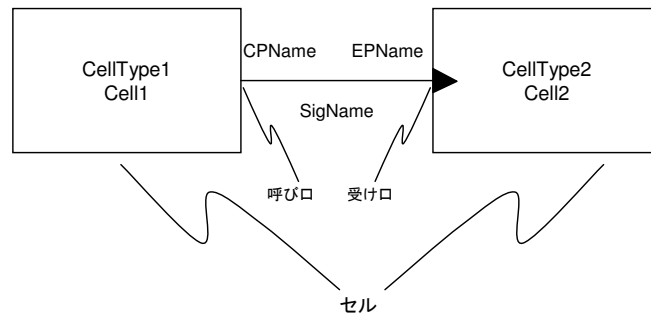 CellType1
Cell1
CPName
EPName
SigName
CellType2
Cell2
呼び口
受け口
セル